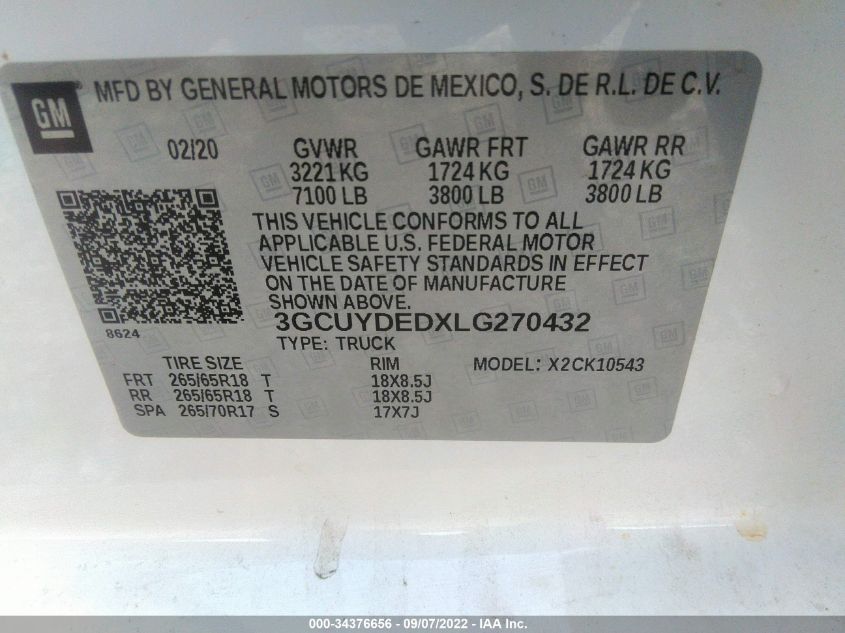 GM MFD BY GENERAL MOTORS DE MEXICO, S. DE R.L. DE C.V.
02/20 GVWR GAWR FRT GAWR RR
3221 KG 1724 KG 1724 KG
7100 LB 3800 LB 3800 LB
THIS VEHICLE CONFORMS TO ALL
APPLICABLE U.S. FEDERAL MOTOR
VEHICLE SAFETY STANDARDS IN EFFECT
ON THE DATE OF MANUFACTURE
SHOWN ABOVE.
8624
3GCUYDEDXLG270432
TYPE: TRUCK
TIRE SIZE RIM MODEL: X2CK10543
FRT 265/65R18 T 18X8.5J
RR 265/65R18 T 18X8.5J
SPA 265/70R17 S 17X7J
000-34376656 - 09/07/2022 - IAA Inc.